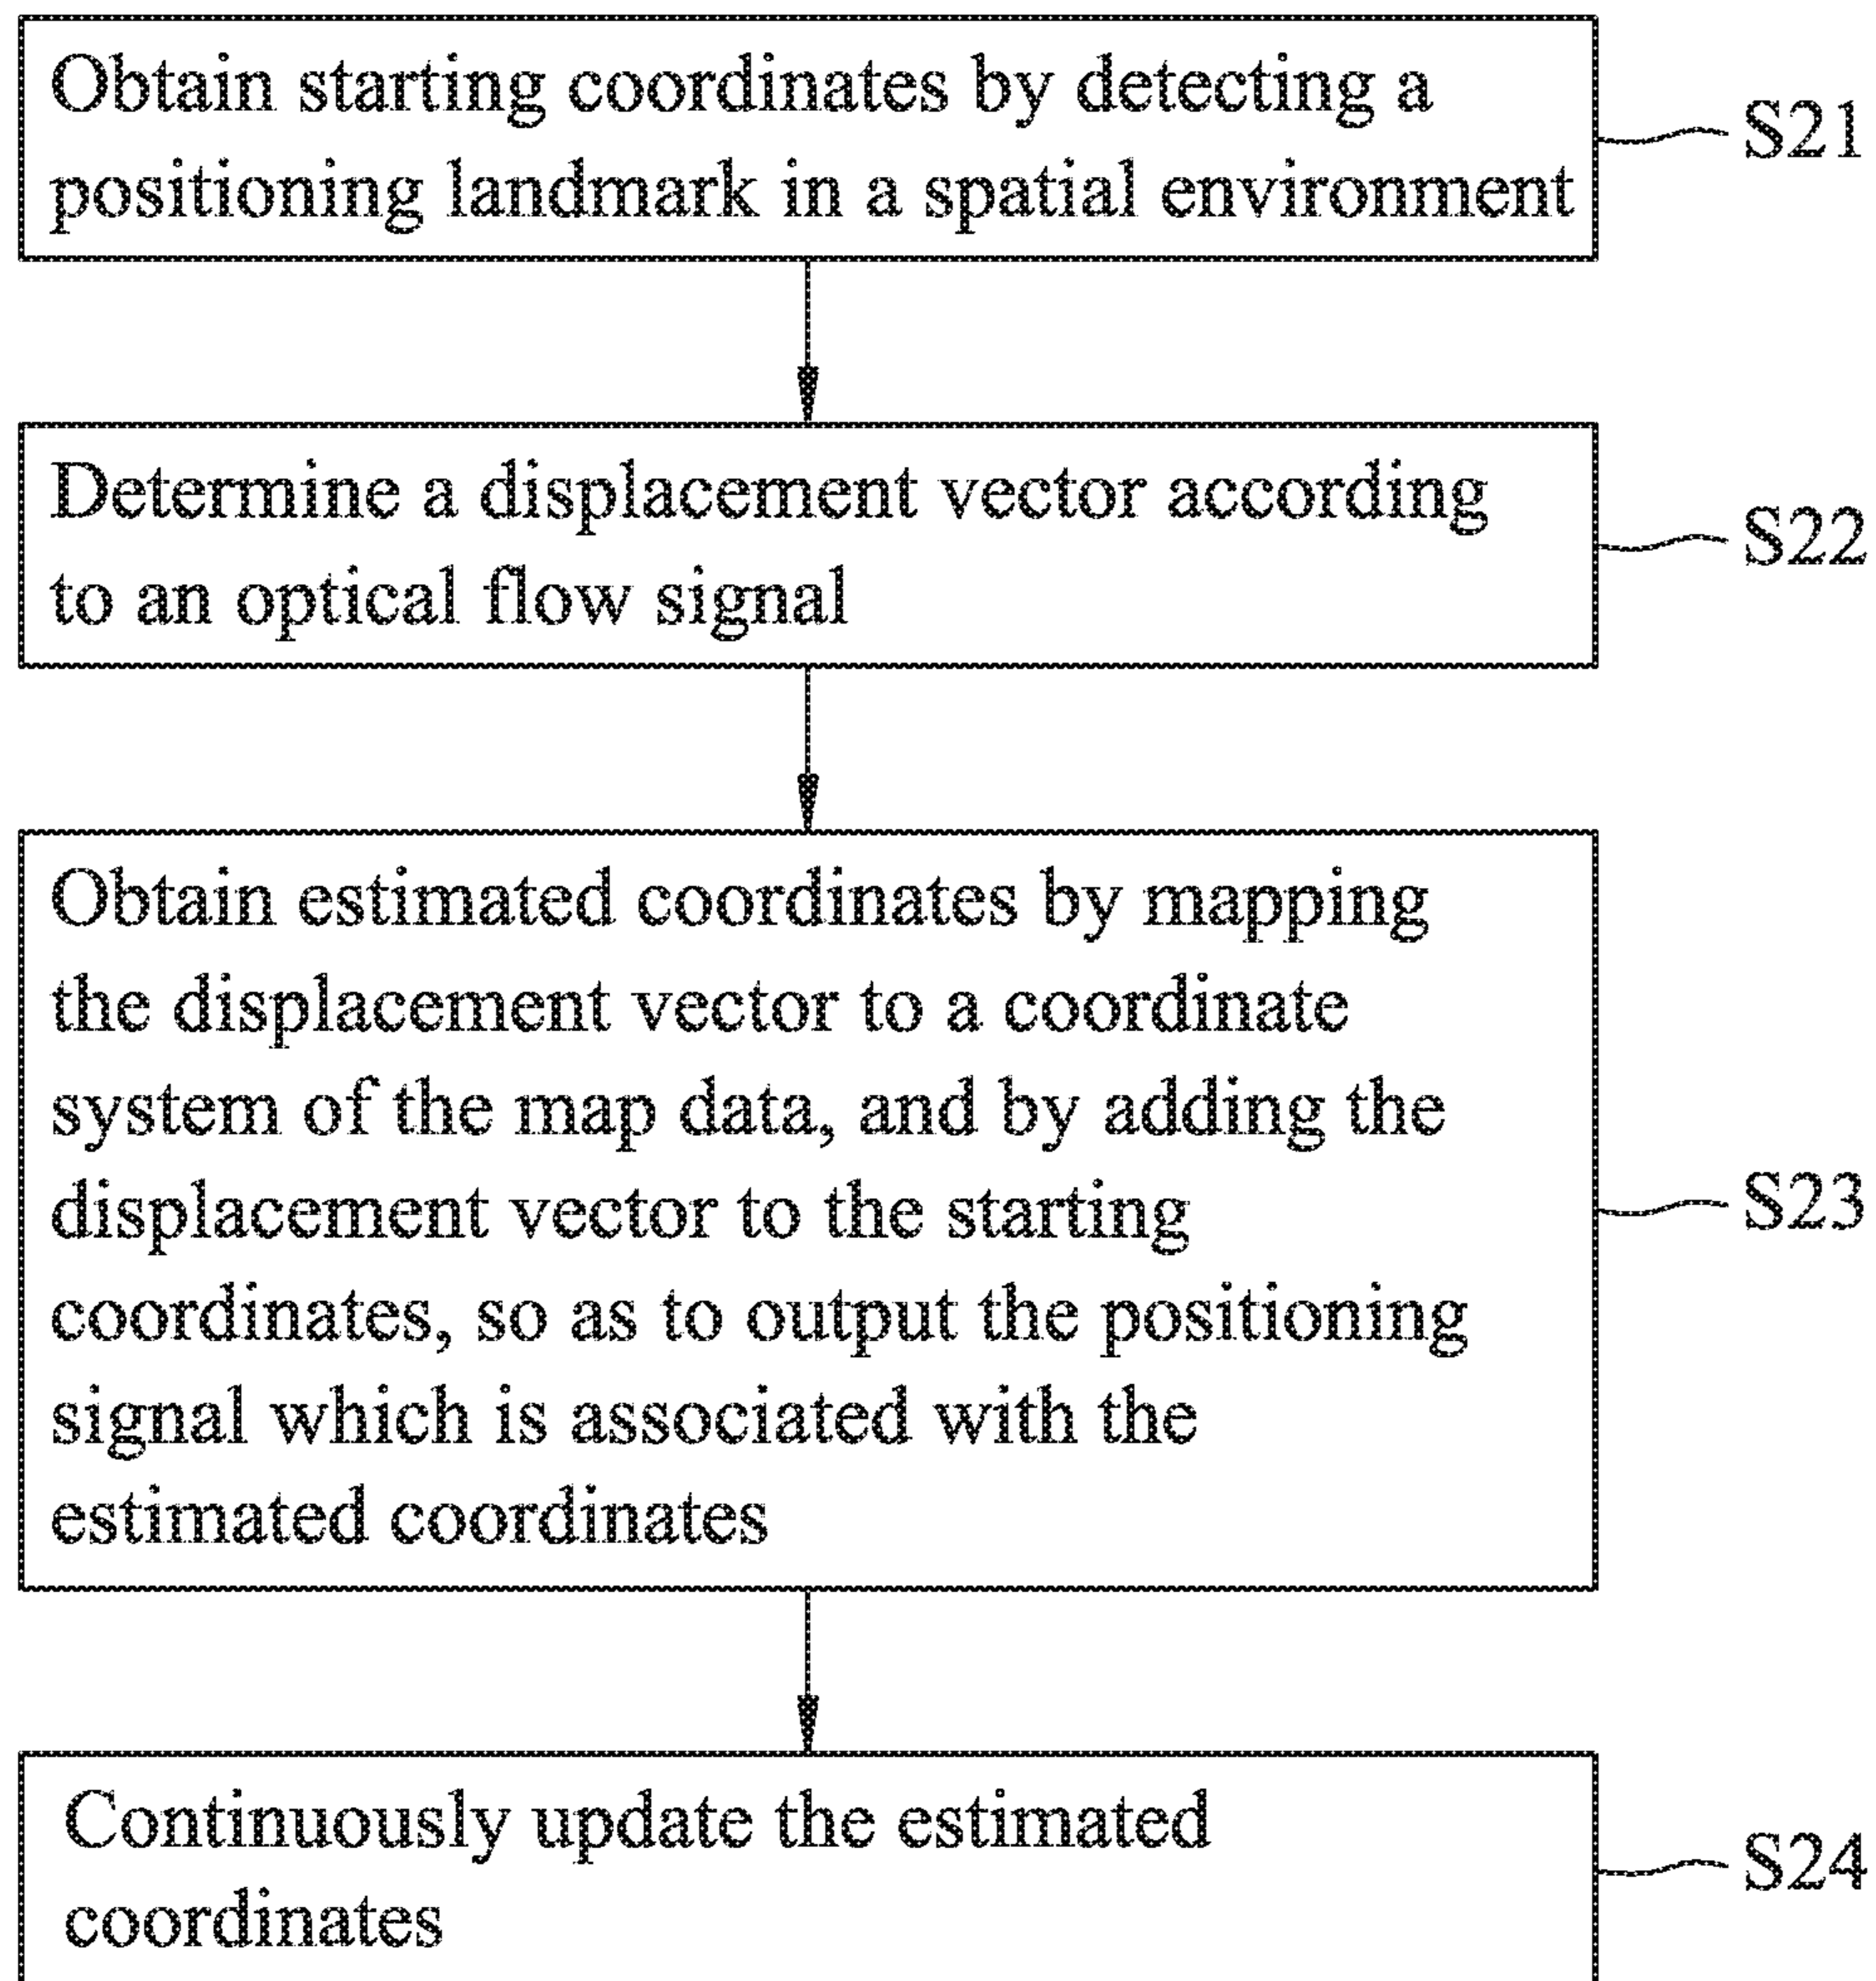 Obtain starting coordinates by detecting a
positioning landmark in a spatial environment
S21
Determine a displacement vector according
to an optical flow signal
S22
Obtain estimated coordinates by mapping
the displacement vector to a coordinate
system of the map data, and by adding the
displacement vector to the starting
coordinates, so as to output the positioning
signal which is associated with the
estimated coordinates
S23
Continuously update the estimated
coordinates
S24